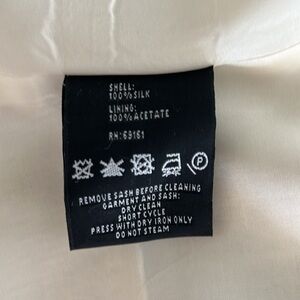 SHELL:
100%SILK
LINING:
100%ACETATE
RN:69161
P
REMOVE SASH BEFORE CLEANING
GARMENT AND SASH:
DRY CLEAN
SHORT CYCLE
PRESS WITH DRY IRON ONLY
DO NOT STEAM